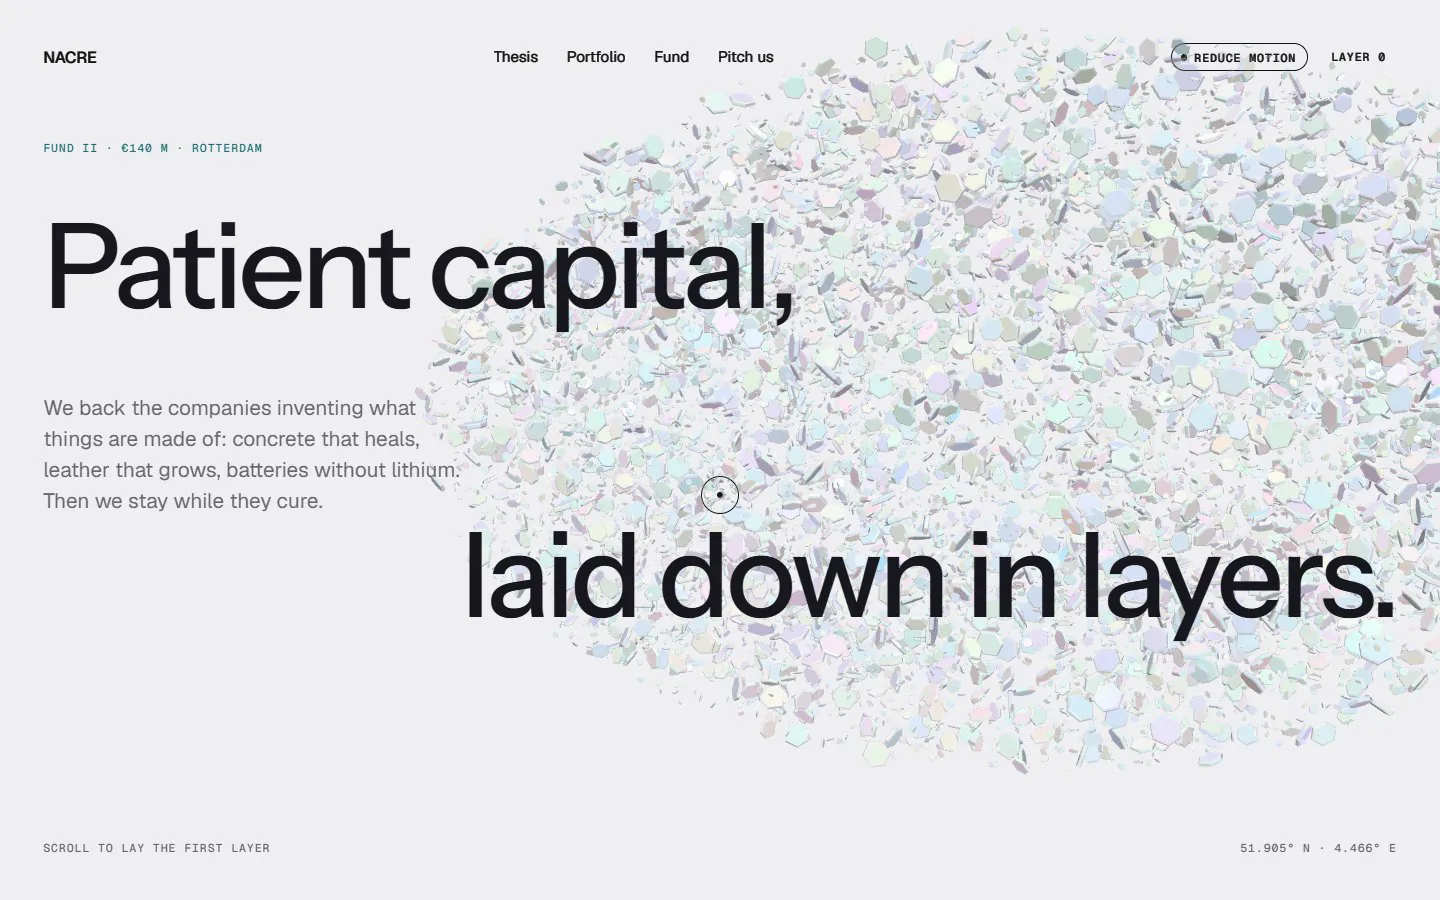 NACRE
Thesis
Portfolio
Fund
Pitch us
REDUCE MOTION
LAYER 0
FUND II · €140 M · ROTTERDAM
Patient capital,
We back the companies inventing what
things are made of: concrete that heals,
leather that grows, batteries without lithium.
Then we stay while they cure.
laid down in layers.
SCROLL TO LAY THE FIRST LAYER
51.905° N · 4.466° E